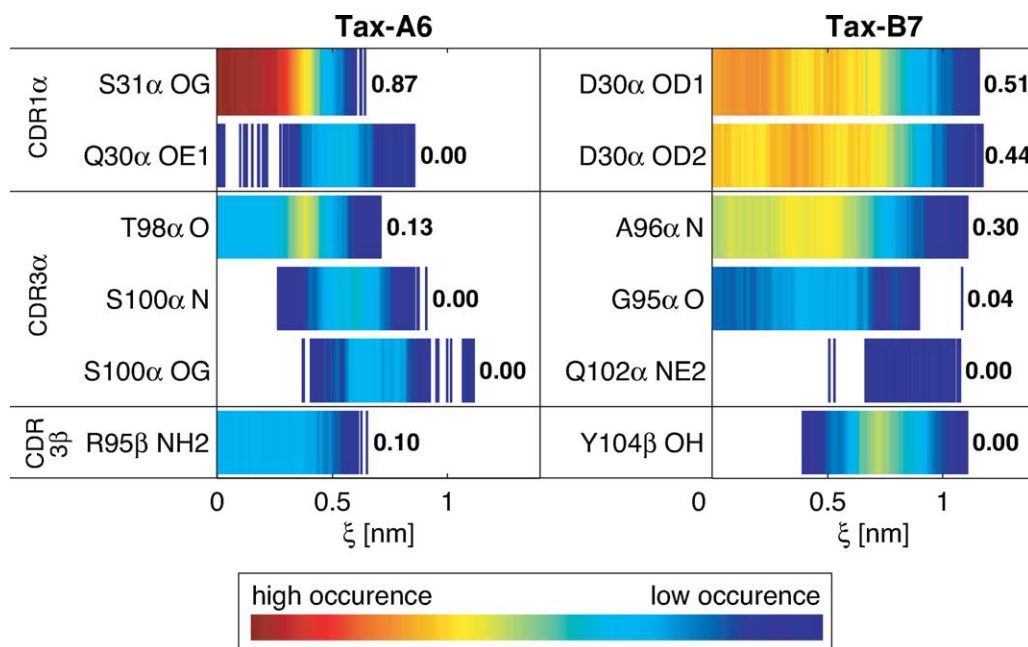 Tax-A6 Tax-B7
CDR1α
S31α OG 0.87 D30α OD1 0.51
Q30α OE1 0.00 D30α OD2 0.44
CDR3α
T98α O 0.13 A96α N 0.30
S100α N 0.00 G95α O 0.04
S100α OG 0.00 Q102α NE2 0.00
CDR
3β
R95β NH2 0.10 Y104β OH 0.00
0 0.5 1 0 0.5 1
ξ [nm] ξ [nm]
high occurence low occurence